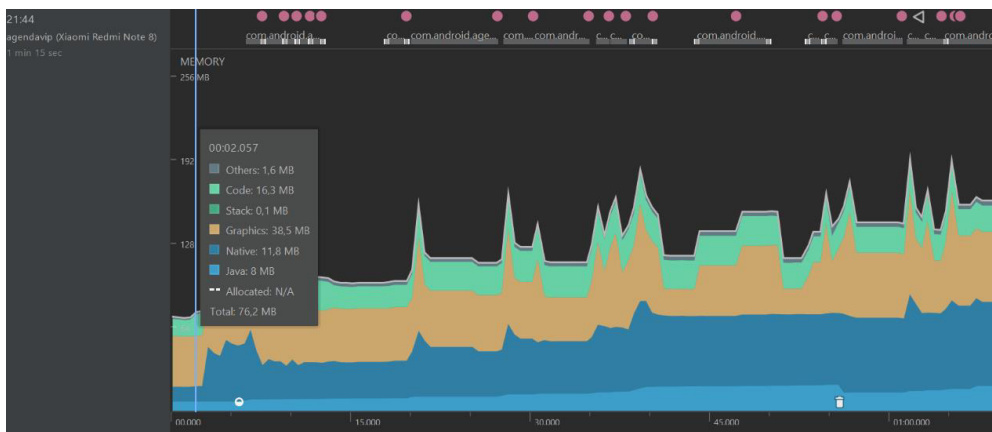 21:44
agendavip (Xiaomi Redmi Note 8)
1 min 15 sec
com.android.a...
co...
com.android.age...
com...
com.andr...
c...
c...
co...
com.android....
c...
c...
com.androi...
c...
c...
com.andro
MEMORY
256 MB
192
128
00:02.057
Others: 1,6 MB
Code: 16,3 MB
Stack: 0,1 MB
Graphics: 38,5 MB
Native: 11,8 MB
Java: 8 MB
Allocated: N/A
Total: 76,2 MB
00.000
15.000
30.000
45.000
01:00.000